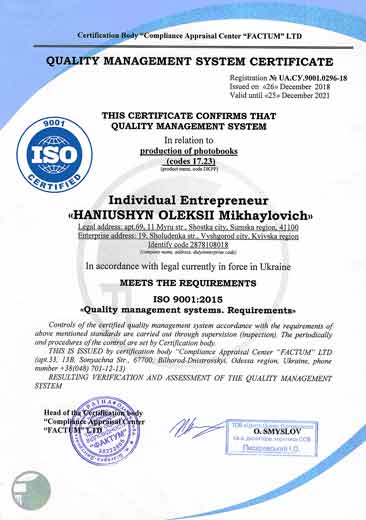 Certification Body "Compliance Appraisal Center "FACTUM" LTD
QUALITY MANAGEMENT SYSTEM CERTIFICATE
Registration № UA.СУ.9001.0296-18
Issued on «26» December 2018
Valid until «25» December 2021
9001
ISO
CERTIFIED
THIS CERTIFICATE CONFIRMS THAT
QUALITY MANAGEMENT SYSTEM
In relation to
production of photobooks
(codes 17.23)
(product name, code DKPP)
Individual Entrepreneur
«HANIUSHYN OLEKSII Mikhaylovich»
Legal address: apt.69, 11 Myru str., Shostka city, Sumska region, 41100
Enterprise address: 19, Sholudenka str., Vyshgorod city, Kyivska region
Identify code 2878108018
(company name, address, duty/enterprise code)
In accordance with legal currently in force in Ukraine
MEETS THE REQUIREMENTS
ISO 9001:2015
«Quality management systems. Requirements»
Controls of the certified quality management system accordance with the requirements of
above mentioned standards are carried out through supervision (inspection). The periodically
and procedures of the control are set by Certification body.
THIS IS ISSUED by certification body "Compliance Appraisal Center "FACTUM" LTD
(apt.33, 13B, Sonyachna Str., 67700, Bilhorod-Dnistrovskyi, Odessa region, Ukraine, phone
number +38(048) 701-12-13)
RESULTING VERIFICATION AND ASSESSMENT OF THE QUALITY MANAGEMENT
SYSTEM
Head of the Certification body
"Compliance Appraisal Center
"FACTUM" LTD
"ФАКТУМ"
O. SMYSLOV